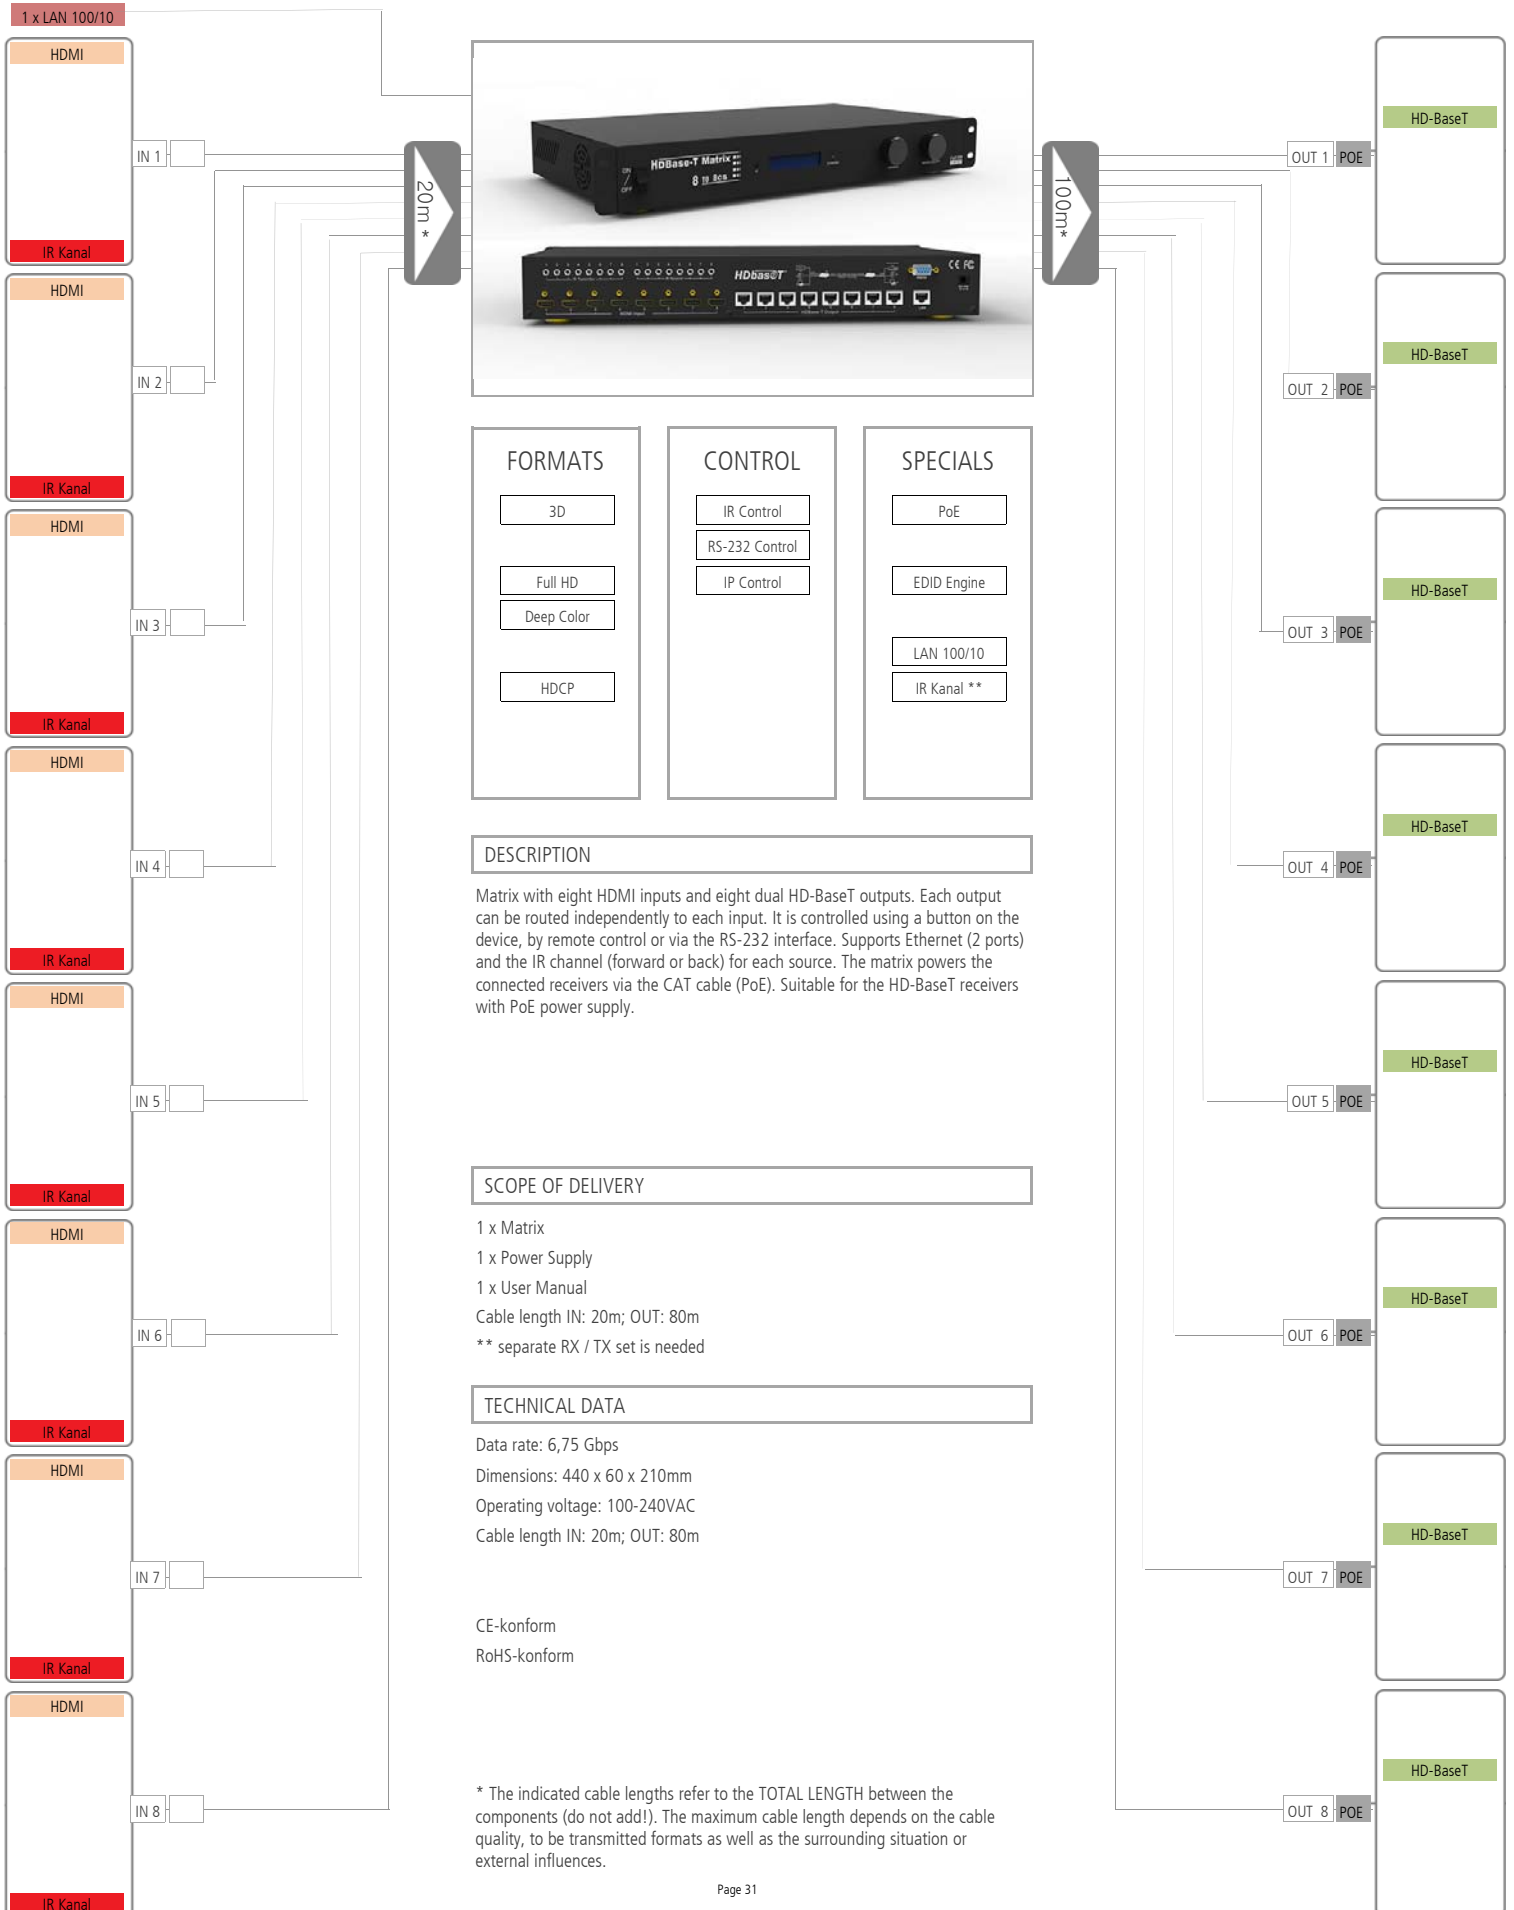 1 x LAN 100/10
HDMI
IN 1
IR Kanal
HDMI
IN 2
IR Kanal
HDMI
IN 3
IR Kanal
HDMI
IN 4
IR Kanal
HDMI
IN 5
IR Kanal
HDMI
IN 6
IR Kanal
HDMI
IN 7
IR Kanal
HDMI
IN 8
IR Kanal
20m *
HDBase-T Matrix
8 TO 8CH
ON
OFF
HDbaseT
CE FC
HDMI Input
HDBase T Output
100m*
FORMATS
3D
Full HD
Deep Color
HDCP
CONTROL
IR Control
RS-232 Control
IP Control
SPECIALS
PoE
EDID Engine
LAN 100/10
IR Kanal **
DESCRIPTION
Matrix with eight HDMI inputs and eight dual HD-BaseT outputs. Each output
can be routed independently to each input. It is controlled using a button on the
device, by remote control or via the RS-232 interface. Supports Ethernet (2 ports)
and the IR channel (forward or back) for each source. The matrix powers the
connected receivers via the CAT cable (PoE). Suitable for the HD-BaseT receivers
with PoE power supply.
SCOPE OF DELIVERY
1 x Matrix
1 x Power Supply
1 x User Manual
Cable length IN: 20m; OUT: 80m
** separate RX / TX set is needed
TECHNICAL DATA
Data rate: 6,75 Gbps
Dimensions: 440 x 60 x 210mm
Operating voltage: 100-240VAC
Cable length IN: 20m; OUT: 80m
CE-konform
RoHS-konform
* The indicated cable lengths refer to the TOTAL LENGTH between the
components (do not add!). The maximum cable length depends on the cable
quality, to be transmitted formats as well as the surrounding situation or
external influences.
Page 31
HD-BaseT
OUT 1 POE
HD-BaseT
OUT 2 POE
HD-BaseT
OUT 3 POE
HD-BaseT
OUT 4 POE
HD-BaseT
OUT 5 POE
HD-BaseT
OUT 6 POE
HD-BaseT
OUT 7 POE
HD-BaseT
OUT 8 POE